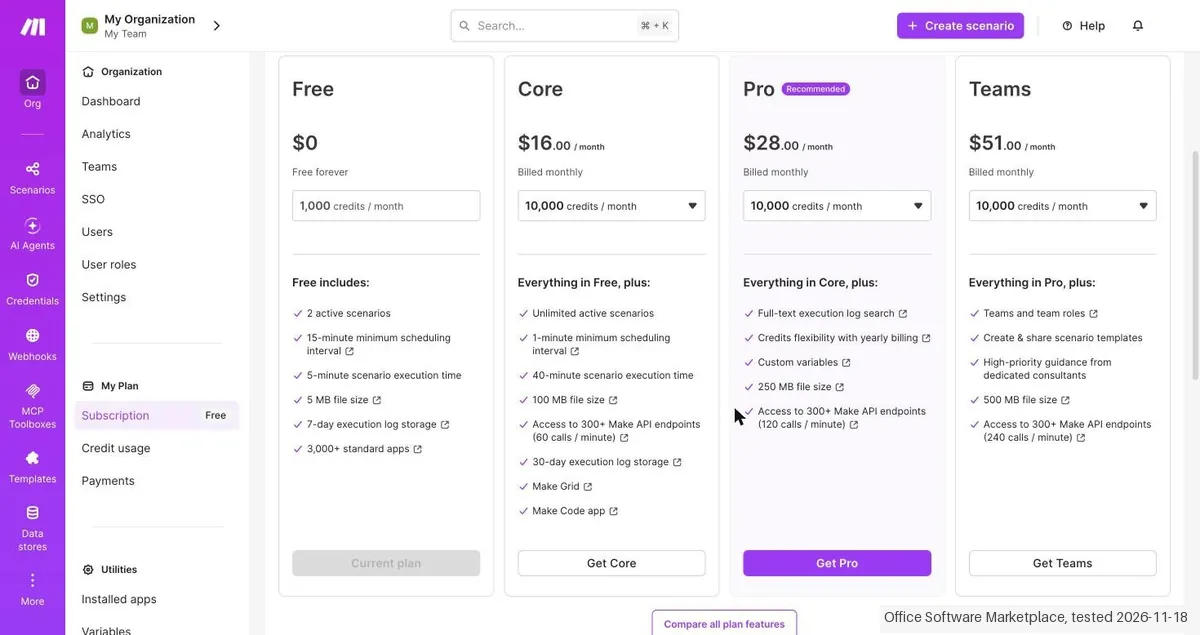 My Organization
My Team
Search...
⌘ + K
+ Create scenario
Help
Org
Scenarios
AI Agents
Credentials
Webhooks
MCP
Toolboxes
Templates
Data
stores
More
Organization
Dashboard
Analytics
Teams
SSO
Users
User roles
Settings
My Plan
Subscription Free
Credit usage
Payments
Utilities
Installed apps
Variables
Free
$0
Free forever
1,000 credits / month
Free includes:
2 active scenarios
15-minute minimum scheduling
interval
5-minute scenario execution time
5 MB file size
7-day execution log storage
3,000+ standard apps
Current plan
Core
$16.00 / month
Billed monthly
10,000 credits / month
Everything in Free, plus:
Unlimited active scenarios
1-minute minimum scheduling
interval
40-minute scenario execution time
100 MB file size
Access to 300+ Make API endpoints
(60 calls / minute)
30-day execution log storage
Make Grid
Make Code app
Get Core
Pro Recommended
$28.00 / month
Billed monthly
10,000 credits / month
Everything in Core, plus:
Full-text execution log search
Credits flexibility with yearly billing
Custom variables
250 MB file size
Access to 300+ Make API endpoints
(120 calls / minute)
Get Pro
Teams
$51.00 / month
Billed monthly
10,000 credits / month
Everything in Pro, plus:
Teams and team roles
Create & share scenario templates
High-priority guidance from
dedicated consultants
500 MB file size
Access to 300+ Make API endpoints
(240 calls / minute)
Get Teams
Compare all plan features
Office Software Marketplace, tested 2026-11-18